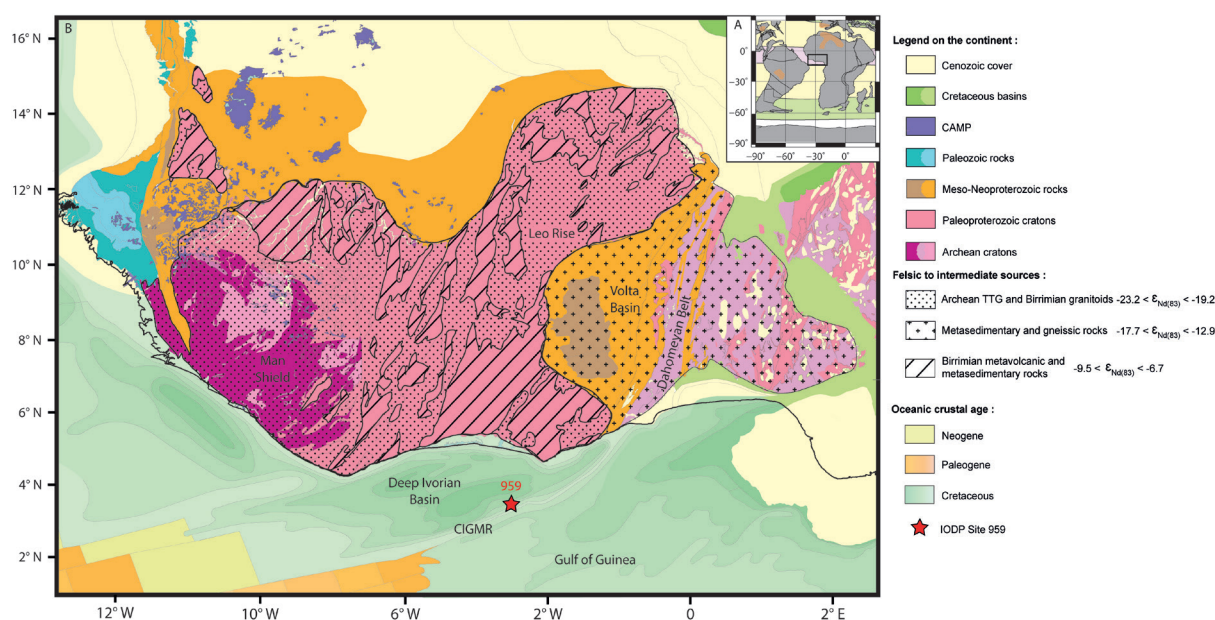 B
16° N
14° N
12° N
10° N
8° N
6° N
4° N
2° N
12° W
10° W
6° W
2° W
0
2° E
A
0°
−30°
−60°
−90°
−90°
−60°
−30°
0°
Leo Rise
Volta
Basin
Dahomeyan Belt
Man
Shield
Deep Ivorian
Basin
959
CIGMR
Gulf of Guinea
Legend on the continent :
Cenozoic cover
Cretaceous basins
CAMP
Paleozoic rocks
Meso-Neoproterozoic rocks
Paleoproterozoic cratons
Archean cratons
Felsic to intermediate sources :
Archean TTG and Birrimian granitoids -23.2 < εNd(83) < -19.2
Metasedimentary and gneissic rocks -17.7 < εNd(83) < -12.9
Birrimian metavolcanic and
metasedimentary rocks -9.5 < εNd(83) < -6.7
Oceanic crustal age :
Neogene
Paleogene
Cretaceous
IODP Site 959